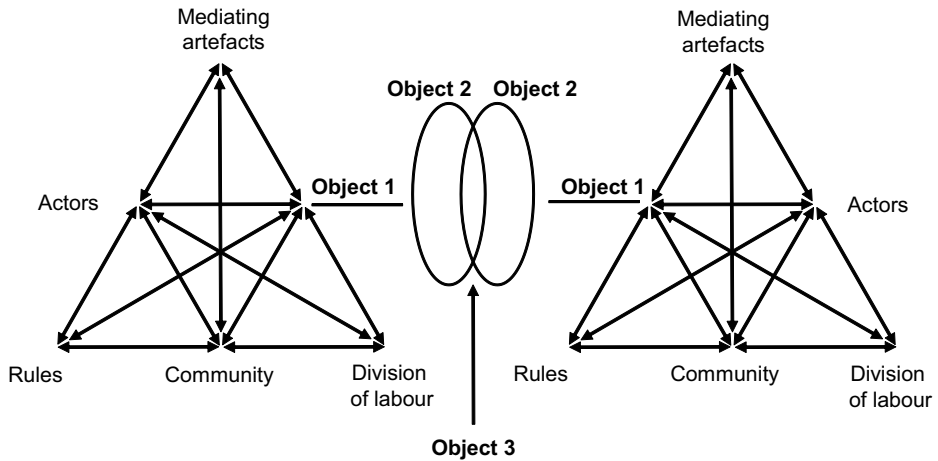 Mediating
artefacts
Mediating
artefacts
Object 2
Object 2
Object 1
Object 1
Actors
Actors
Rules
Community
Division
of labour
Rules
Community
Division
of labour
Object 3